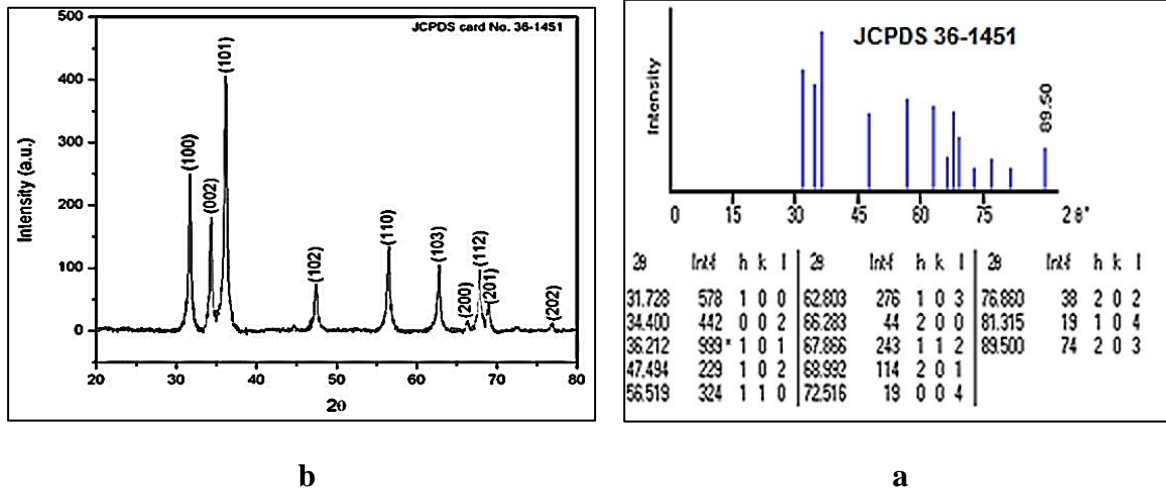 JCPDS card No. 36-1451
500
400
300
200
100
0
Intensity (a.u.)
(100)
(002)
(101)
(102)
(110)
(103)
(200)
(112)
(201)
(202)
20 30 40 50 60 70 80
2θ
b
JCPDS 36-1451
Intensity
89.50
0 15 30 45 60 75 2θ°
2θ Int-f h k l 2θ Int-f h k l 2θ Int-f h k l
31.728 578 1 0 0 62.803 276 1 0 3 76.860 38 2 0 2
34.400 442 0 0 2 66.283 44 2 0 0 81.315 19 1 0 4
36.212 999* 1 0 1 67.866 243 1 1 2 89.500 74 2 0 3
47.494 229 1 0 2 68.992 114 2 0 1
56.519 324 1 1 0 72.516 19 0 0 4
a